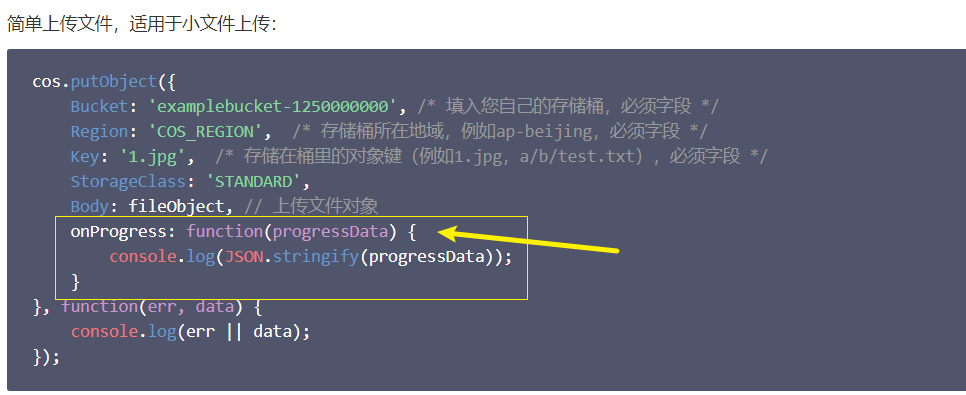 简单上传文件，适用于小文件上传：
cos.putObject({
Bucket: 'examplebucket-1250000000', /* 填入您自己的存储桶，必须字段 */
Region: 'COS_REGION', /* 存储桶所在地域，例如ap-beijing，必须字段 */
Key: '1.jpg', /* 存储在桶里的对象键（例如1.jpg，a/b/test.txt），必须字段 */
StorageClass: 'STANDARD',
Body: fileObject, // 上传文件对象
onProgress: function(progressData) {
console.log(JSON.stringify(progressData));
}
}, function(err, data) {
console.log(err || data);
});